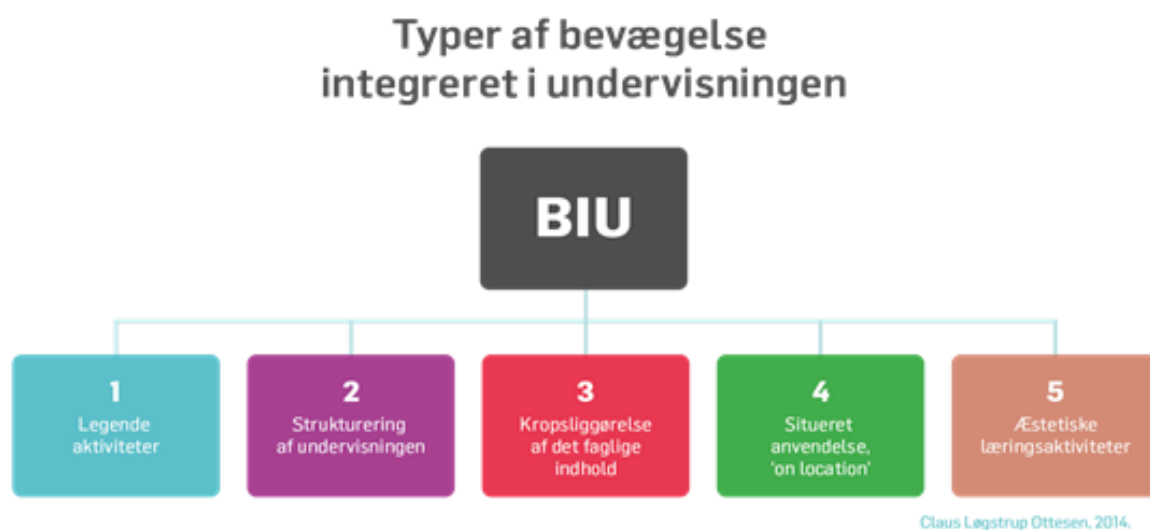 Typer af bevægelse
integreret i undervisningen
BIU
1
Legende
aktiviteter
2
Strukturering
af undervisningen
3
Kropsliggørelse
af det faglige
indhold
4
Situeret
anvendelse,
'on location'
5
Æstetiske
læringsaktiviteter
Claus Løgstrup Ottesen, 2014.